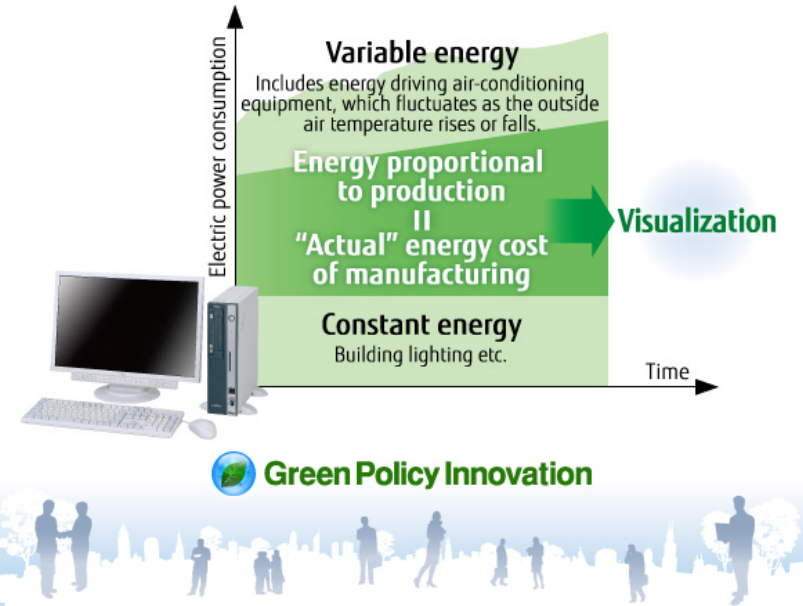 Electric power consumption
Variable energy
Includes energy driving air-conditioning
equipment, which fluctuates as the outside
air temperature rises or falls.
Energy proportional
to production
=
“Actual” energy cost
of manufacturing
Visualization
Constant energy
Building lighting etc.
Time
Green Policy Innovation